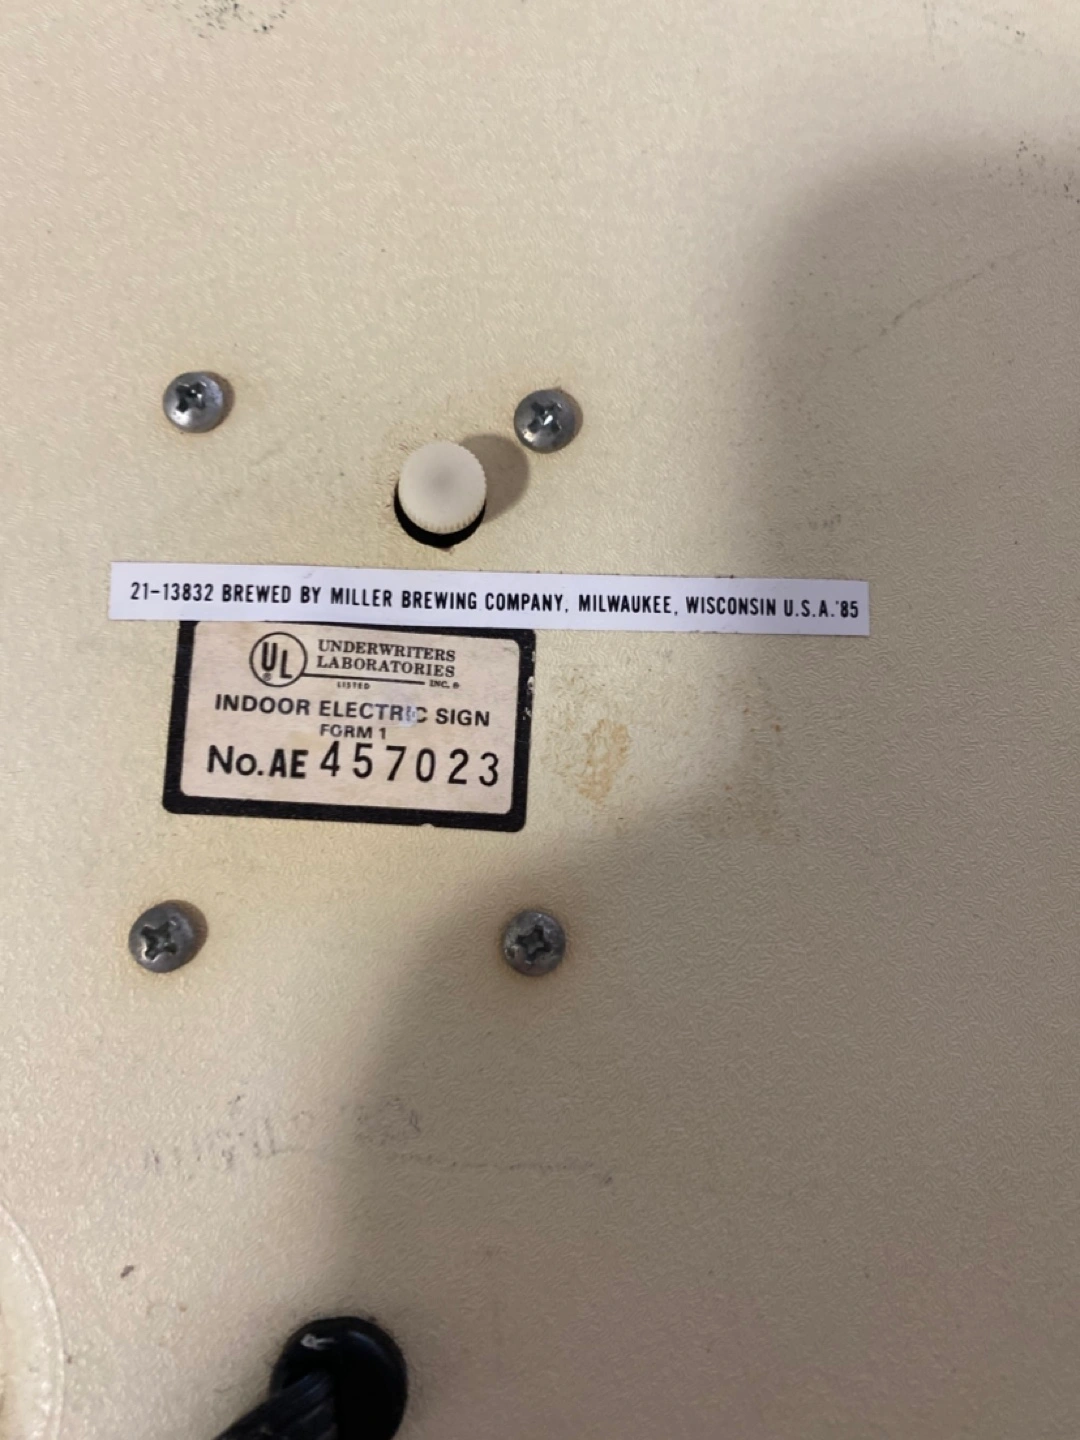 21-13832 BREWED BY MILLER BREWING COMPANY, MILWAUKEE, WISCONSIN U.S.A.'85
UL
®
UNDERWRITERS
LABORATORIES
LISTED INC. ®
INDOOR ELECTRIC SIGN
FORM 1
No. AE 457023